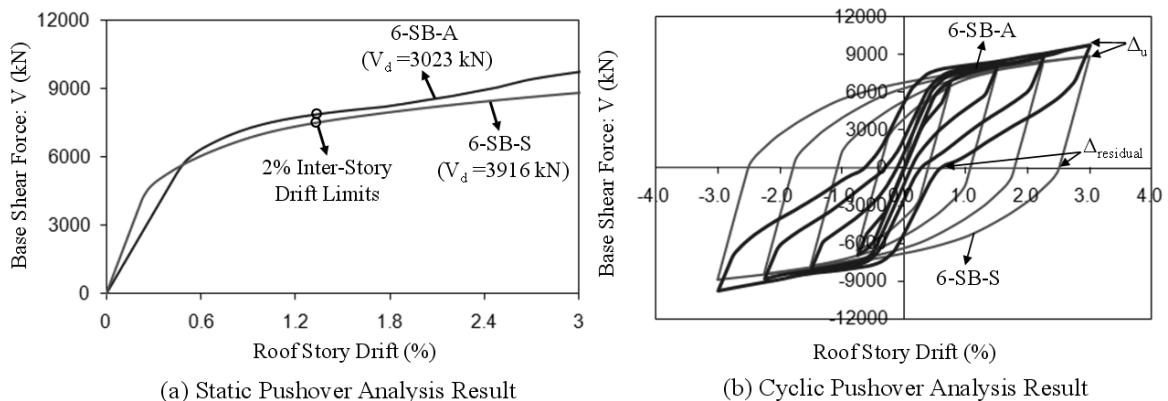 12000
9000
6000
3000
0
Base Shear Force: V (kN)
6-SB-A
(Vd =3023 kN)
2% Inter-Story
Drift Limits
6-SB-S
(Vd =3916 kN)
0 0.6 1.2 1.8 2.4 3
Roof Story Drift (%)
(a) Static Pushover Analysis Result
Base Shear Force: V (kN)
12000
9000
6000
3000
0
-3000
-6000
-9000
-12000
6-SB-A
Δu
Δresidual
-4.0 -3.0 -2.0 -1.0 0.0 1.0 2.0 3.0 4.0
6-SB-S
Roof Story Drift (%)
(b) Cyclic Pushover Analysis Result